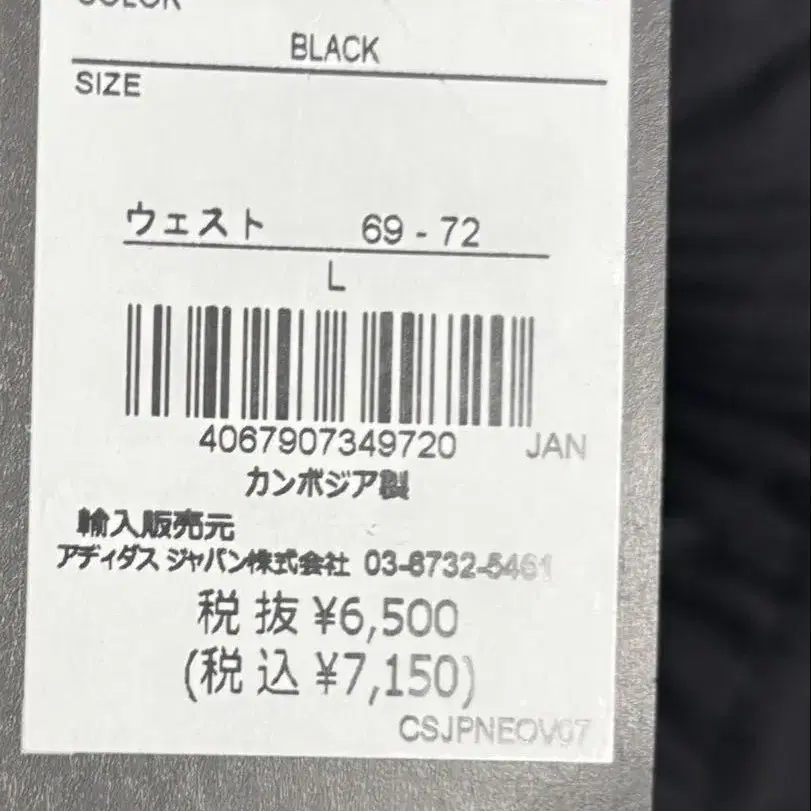 COLOR
BLACK
SIZE
ウェスト 69 - 72
L
4067907349720 JAN
カンボジア製
輸入販売元
アディダス ジャパン株式会社 03-6732-5461
税 抜 ¥6,500
(税 込 ¥7,150)
CSJPNEOV07